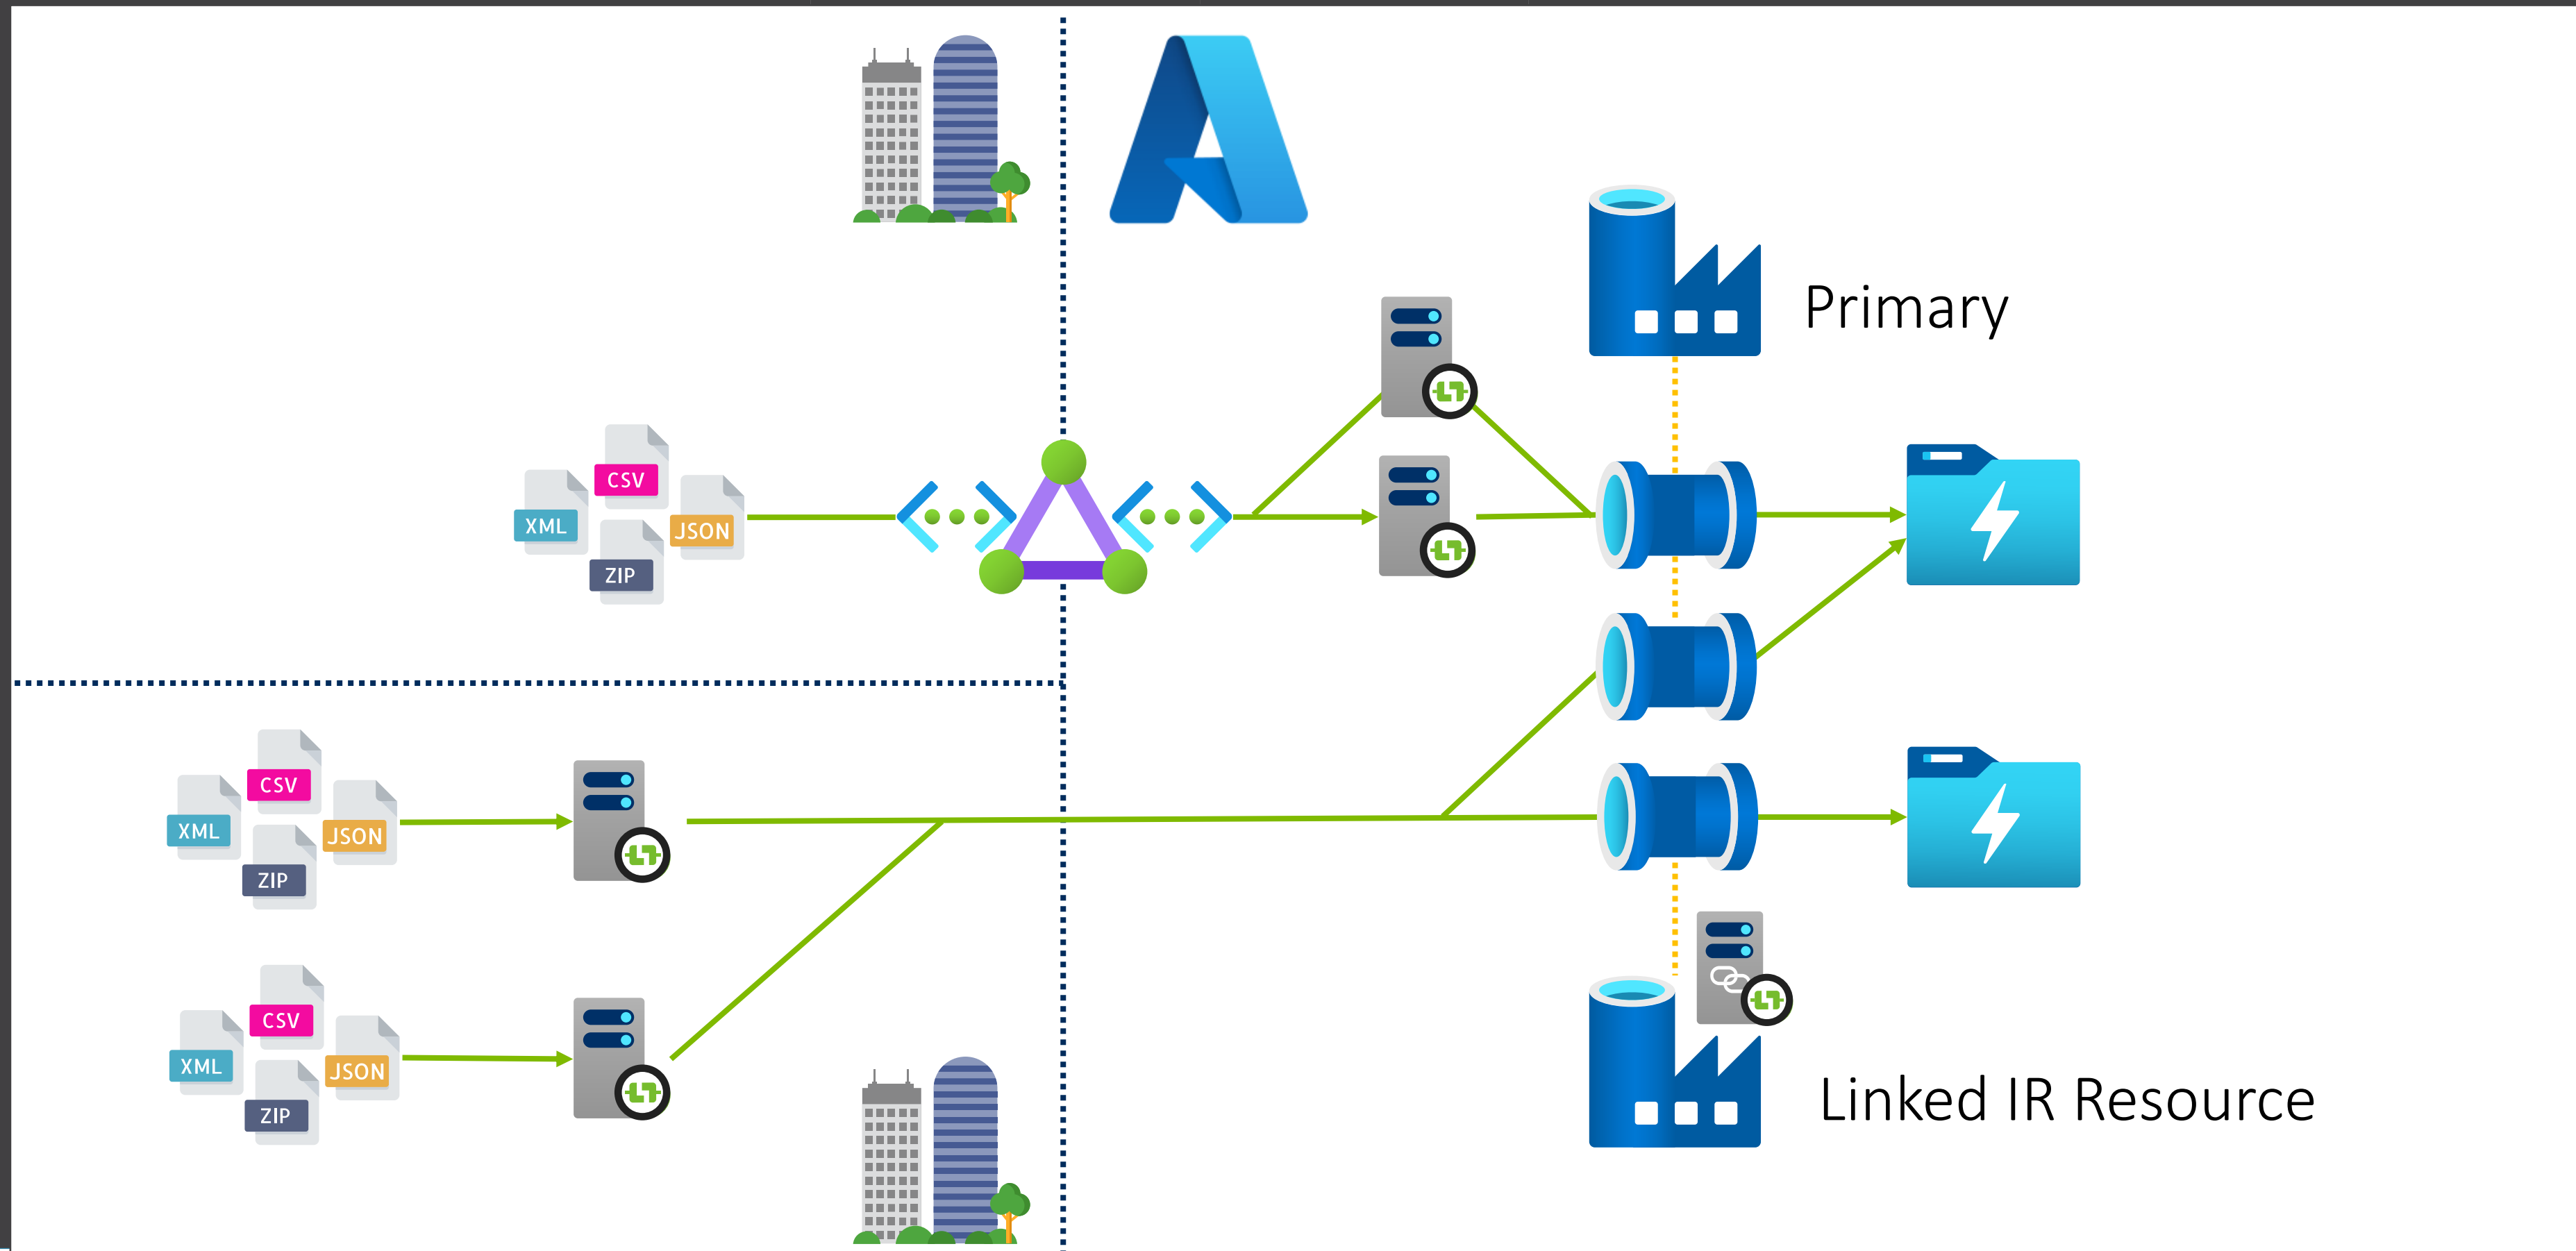 Primary
CSV
XML
JSON
ZIP
CSV
XML
JSON
ZIP
CSV
XML
JSON
ZIP
Linked IR Resource